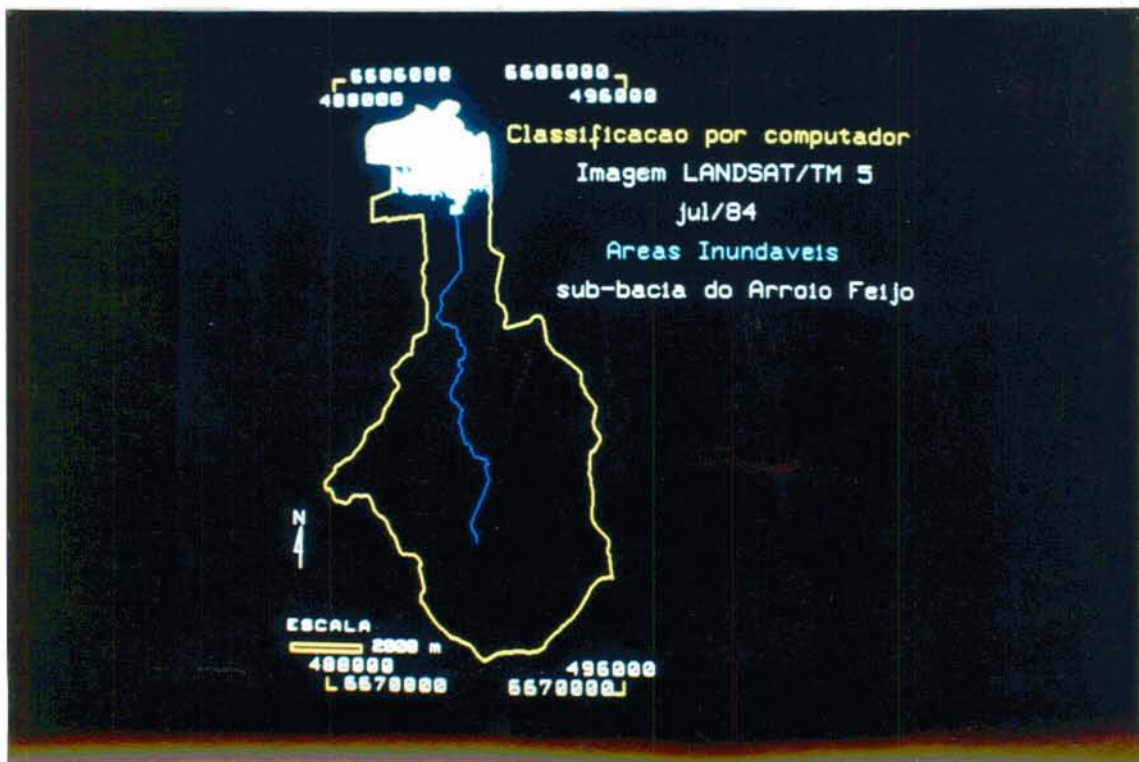 6686000 6686000
488000 496000
Classificacao por computador
Imagem LANDSAT/TM 5
jul/84
Areas Inundaveis
sub-bacia do Arroio Feijo
N
ESCALA
2000 m
488000 496000
6670000 6670000